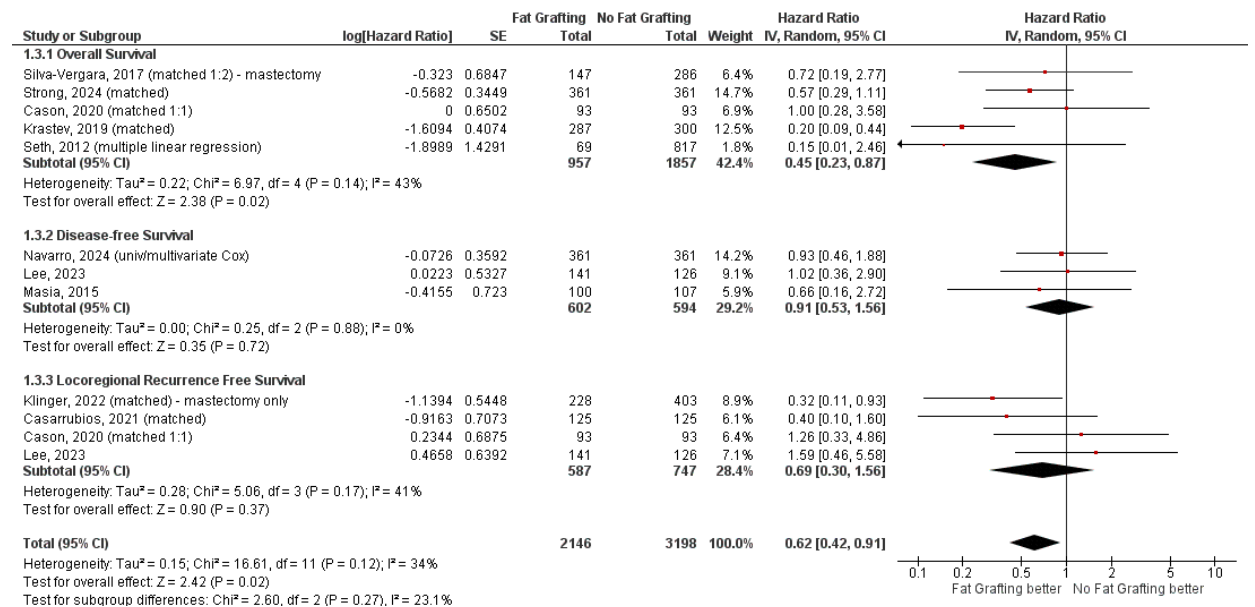 Fat Grafting No Fat Grafting Hazard Ratio Hazard Ratio
Study or Subgroup log[Hazard Ratio] SE Total Total Weight IV, Random, 95% CI IV, Random, 95% CI
1.3.1 Overall Survival
Silva-Vergara, 2017 (matched 1:2) - mastectomy -0.323 0.6847 147 286 6.4% 0.72 [0.19, 2.77]
Strong, 2024 (matched) -0.5682 0.3449 361 361 14.7% 0.57 [0.29, 1.11]
Cason, 2020 (matched 1:1) 0 0.6502 93 93 6.9% 1.00 [0.28, 3.58]
Krastev, 2019 (matched) -1.6094 0.4074 287 300 12.5% 0.20 [0.09, 0.44]
Seth, 2012 (multiple linear regression) -1.8989 1.4291 69 817 1.8% 0.15 [0.01, 2.46]
Subtotal (95% CI) 957 1857 42.4% 0.45 [0.23, 0.87]
Heterogeneity: Tau² = 0.22; Chi² = 6.97, df = 4 (P = 0.14); I² = 43%
Test for overall effect: Z = 2.38 (P = 0.02)
1.3.2 Disease-free Survival
Navarro, 2024 (univ/multivariate Cox) -0.0726 0.3592 361 361 14.2% 0.93 [0.46, 1.88]
Lee, 2023 0.0223 0.5327 141 126 9.1% 1.02 [0.36, 2.90]
Masia, 2015 -0.4155 0.723 100 107 5.9% 0.66 [0.16, 2.72]
Subtotal (95% CI) 602 594 29.2% 0.91 [0.53, 1.56]
Heterogeneity: Tau² = 0.00; Chi² = 0.25, df = 2 (P = 0.88); I² = 0%
Test for overall effect: Z = 0.35 (P = 0.72)
1.3.3 Locoregional Recurrence Free Survival
Klinger, 2022 (matched) - mastectomy only -1.1394 0.5448 228 403 8.9% 0.32 [0.11, 0.93]
Casarrubios, 2021 (matched) -0.9163 0.7073 125 125 6.1% 0.40 [0.10, 1.60]
Cason, 2020 (matched 1:1) 0.2344 0.6875 93 93 6.4% 1.26 [0.33, 4.86]
Lee, 2023 0.4658 0.6392 141 126 7.1% 1.59 [0.46, 5.58]
Subtotal (95% CI) 587 747 28.4% 0.69 [0.30, 1.56]
Heterogeneity: Tau² = 0.28; Chi² = 5.06, df = 3 (P = 0.17); I² = 41%
Test for overall effect: Z = 0.90 (P = 0.37)
Total (95% CI) 2146 3198 100.0% 0.62 [0.42, 0.91]
Heterogeneity: Tau² = 0.15; Chi² = 16.61, df = 11 (P = 0.12); I² = 34%
Test for overall effect: Z = 2.42 (P = 0.02)
Test for subgroup differences: Chi² = 2.60, df = 2 (P = 0.27), I² = 23.1%
0.1 0.2 0.5 1 2 5 10
Fat Grafting better No Fat Grafting better